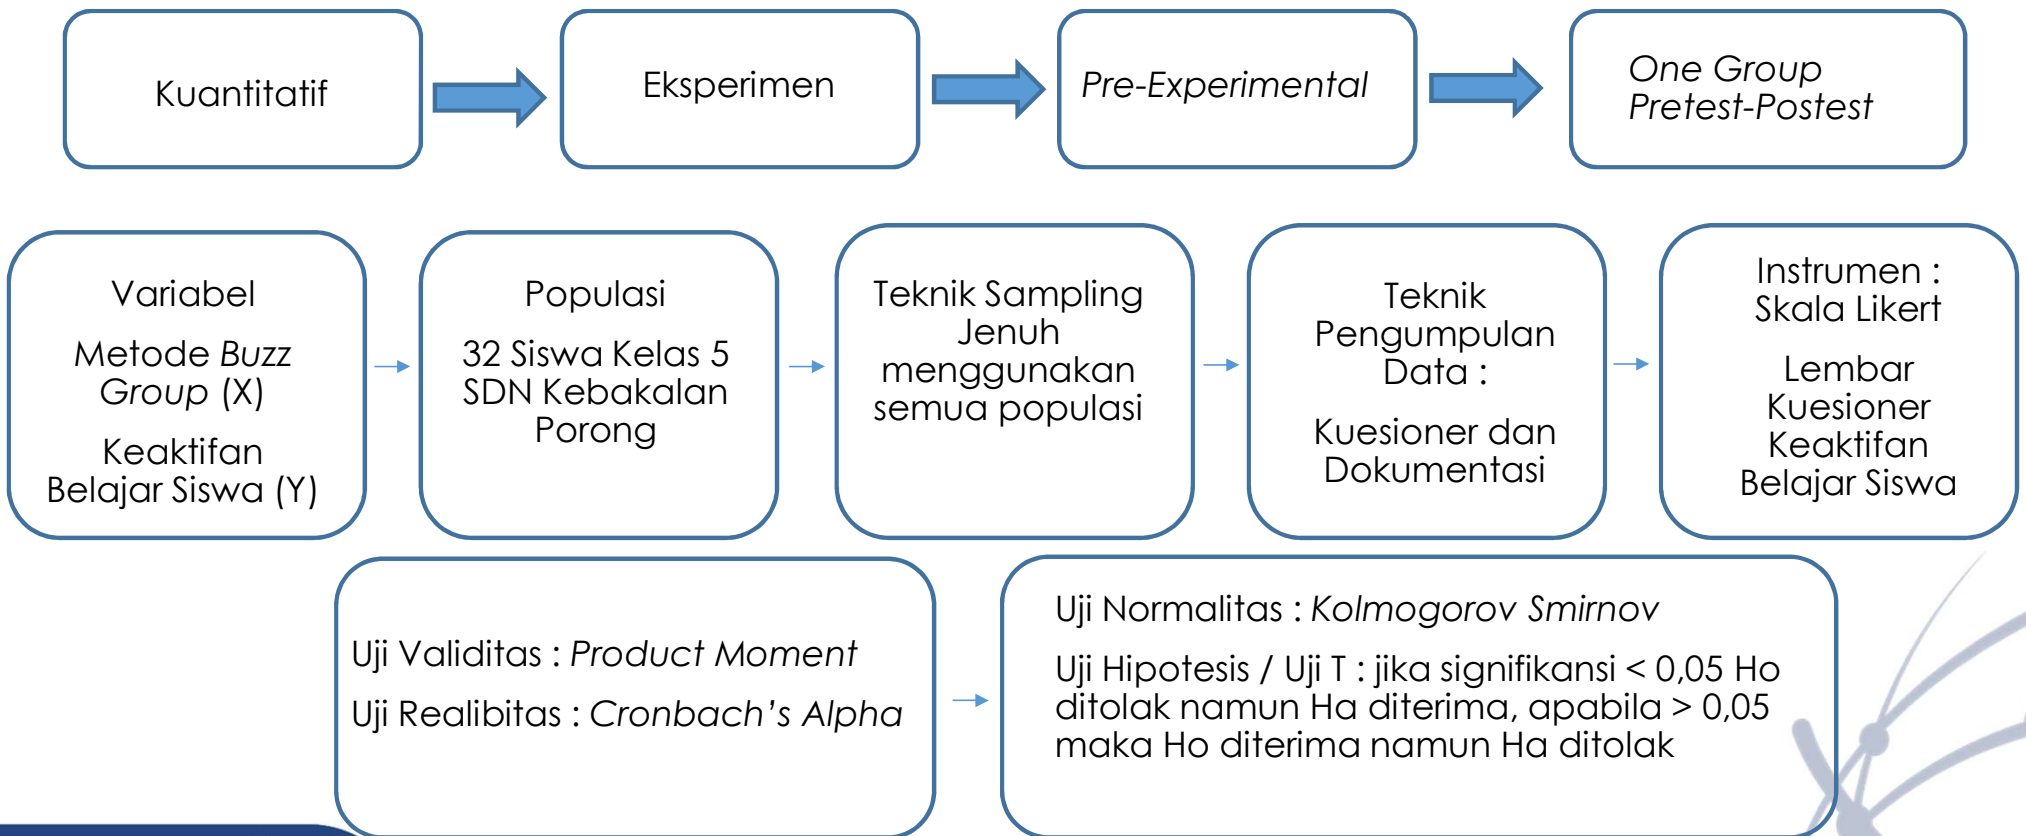 Kuantitatif
Eksperimen
Pre-Experimental
One Group
Pretest-Postest
Variabel
Metode Buzz
Group (X)
Keaktifan
Belajar Siswa (Y)
Populasi
32 Siswa Kelas 5
SDN Kebakalan
Porong
Teknik Sampling
Jenuh
menggunakan
semua populasi
Teknik
Pengumpulan
Data :
Kuesioner dan
Dokumentasi
Instrumen :
Skala Likert
Lembar
Kuesioner
Keaktifan
Belajar Siswa
Uji Validitas : Product Moment
Uji Realibitas : Cronbach’s Alpha
Uji Normalitas : Kolmogorov Smirnov
Uji Hipotesis / Uji T : jika signifikansi < 0,05 Ho
ditolak namun Ha diterima, apabila > 0,05
maka Ho diterima namun Ha ditolak